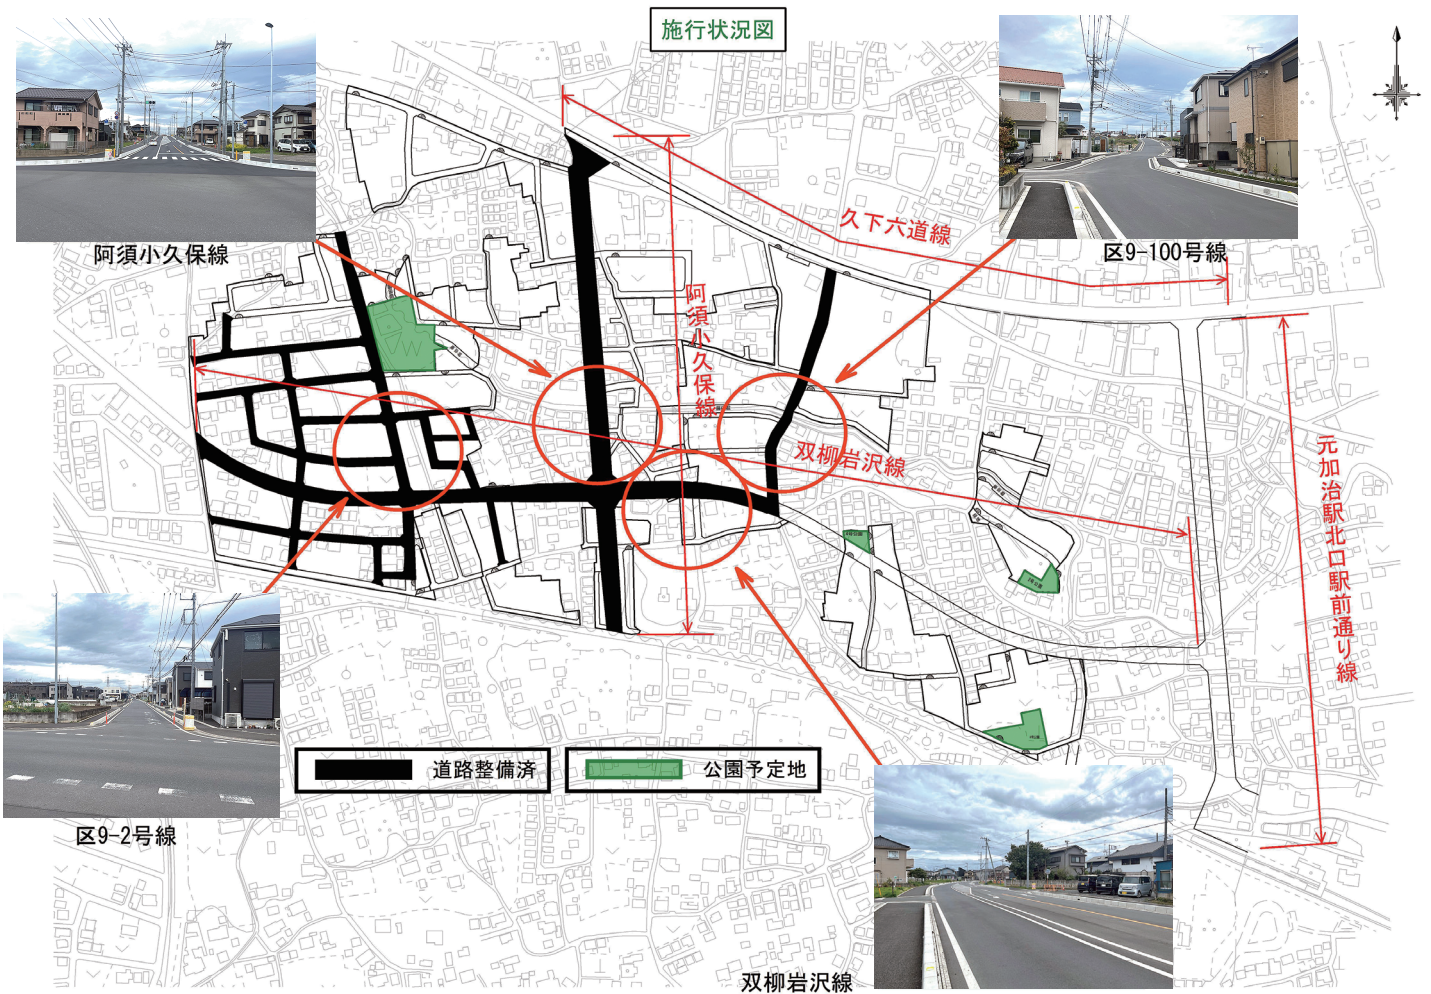 施行状況図
阿須小久保線
区9-100号線
久下六道線
阿須小久保線
双柳岩沢線
元加治駅北口駅前通り線
道路整備済
公園予定地
区9-2号線
双柳岩沢線